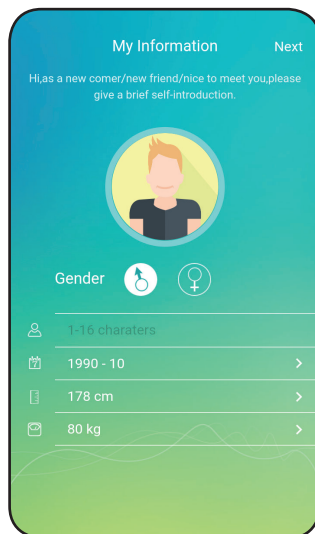 My Information
Next
Hi,as a new comer/new friend/nice to meet you,please
give a brief self-introduction.
Gender
1-16 charaters
1990 - 10
178 cm
80 kg